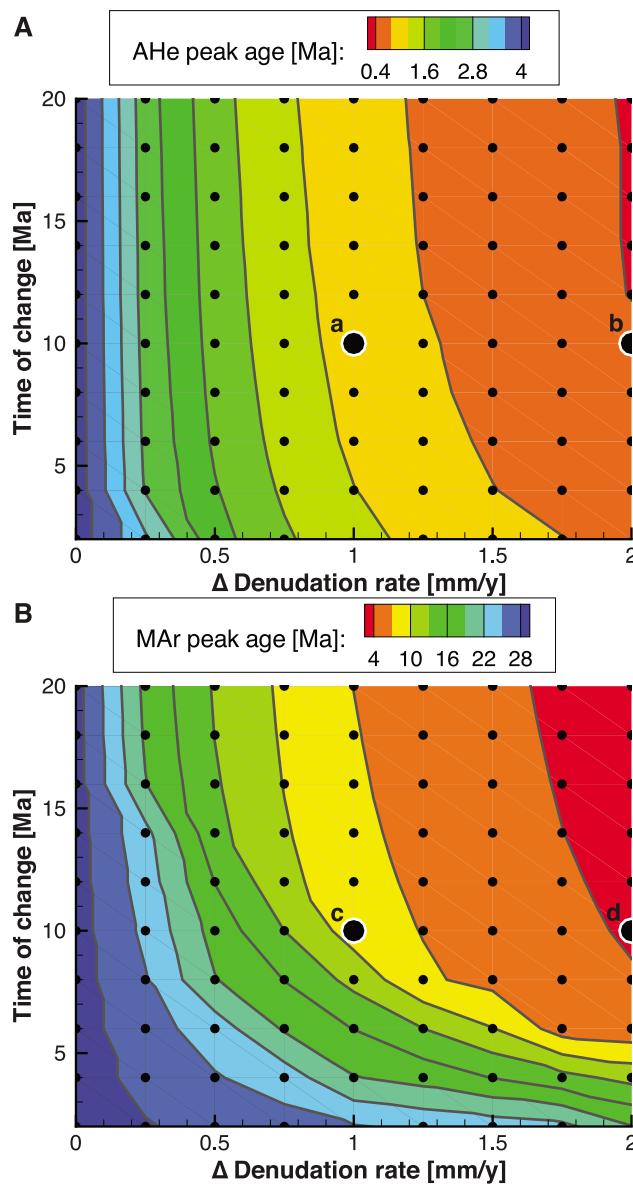 A
AHe peak age [Ma]:
0.4 1.6 2.8 4
20
15
10
5
Time of change [Ma]
a
b
0 0.5 1 1.5 2
Δ Denudation rate [mm/y]
B
MAr peak age [Ma]:
4 10 16 22 28
20
15
10
5
Time of change [Ma]
c
d
0 0.5 1 1.5 2
Δ Denudation rate [mm/y]